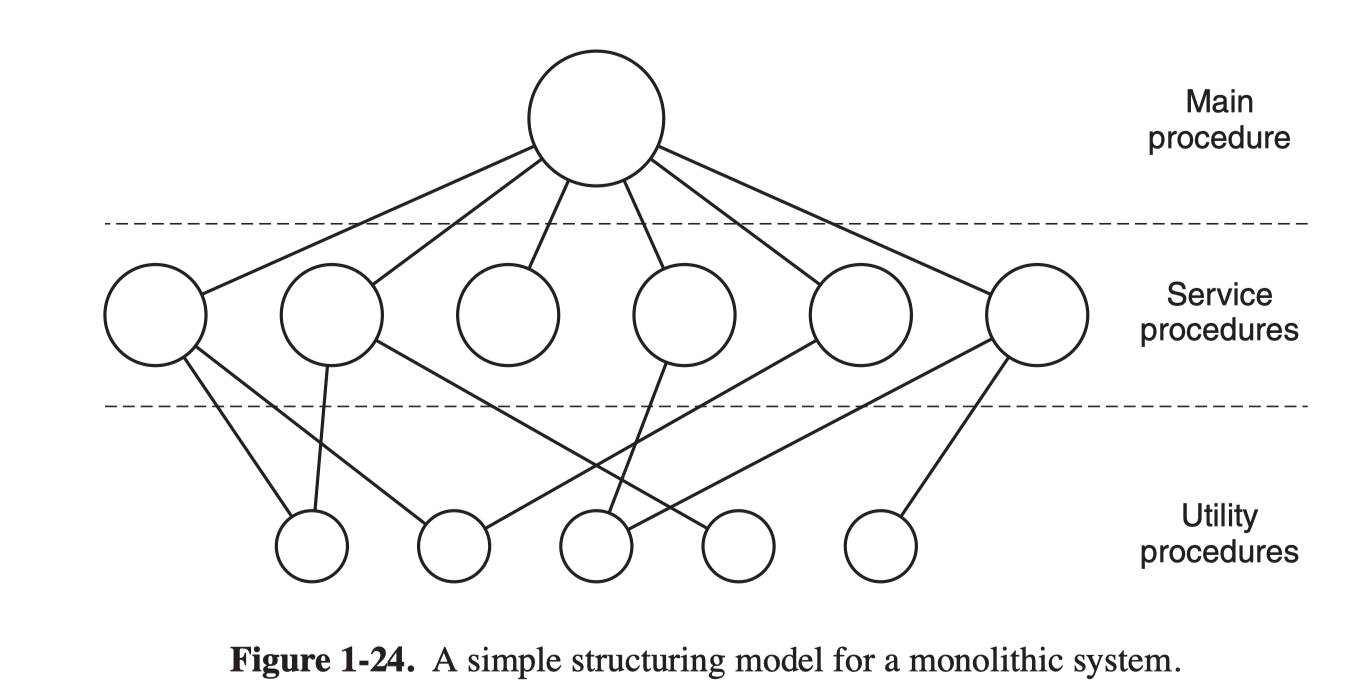 Main
procedure
Service
procedures
Utility
procedures
Figure 1-24. A simple structuring model for a monolithic system.